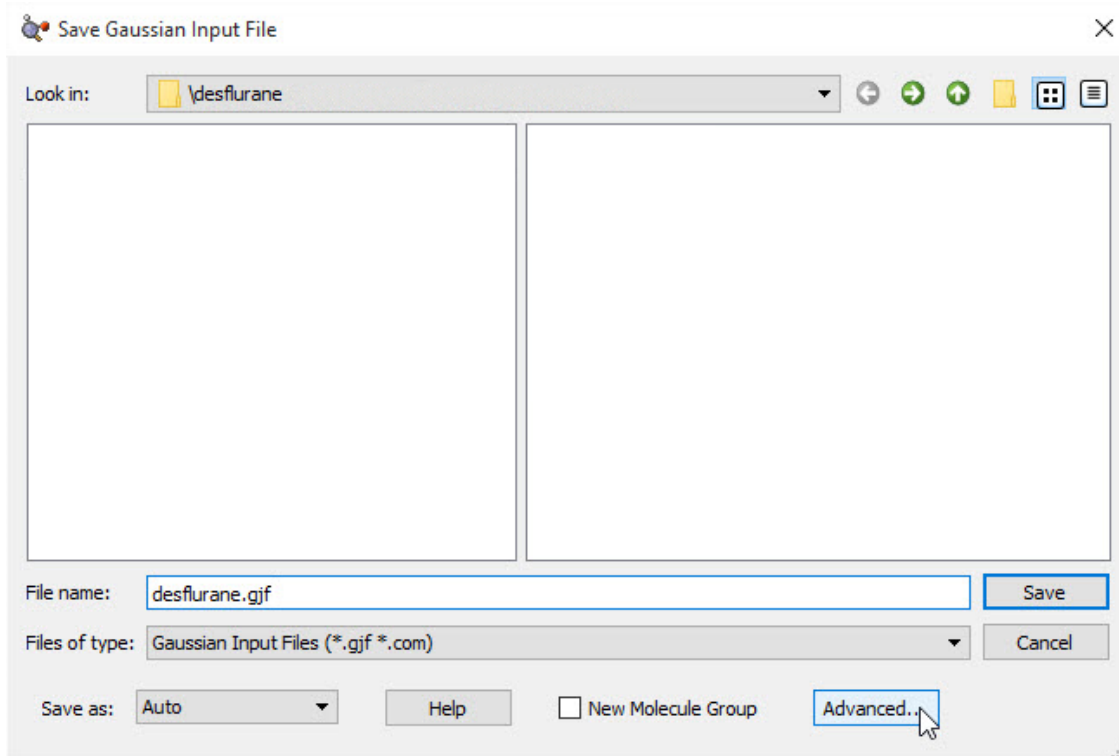 Save Gaussian Input File
Look in: \desflurane
File name: desflurane.gjf Save
Files of type: Gaussian Input Files (*.gjf *.com) Cancel
Save as: Auto Help New Molecule Group Advanced...